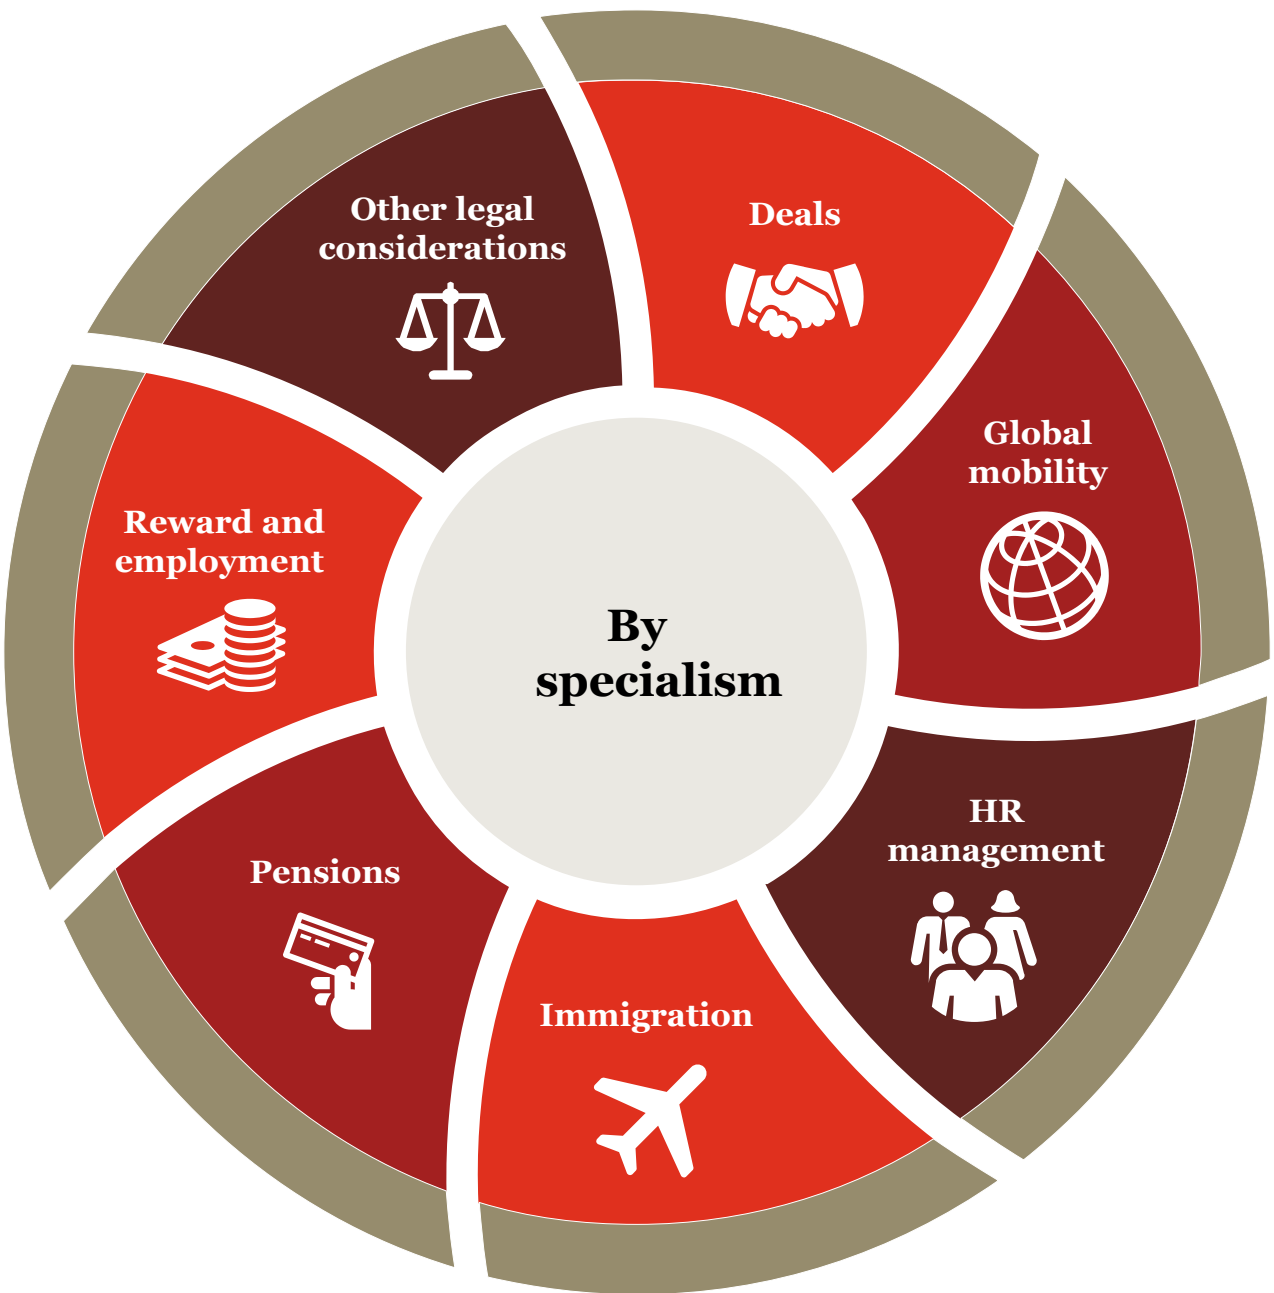 Other legal
considerations
Deals
Global
mobility
Reward and
employment
By
specialism
HR
management
Pensions
Immigration